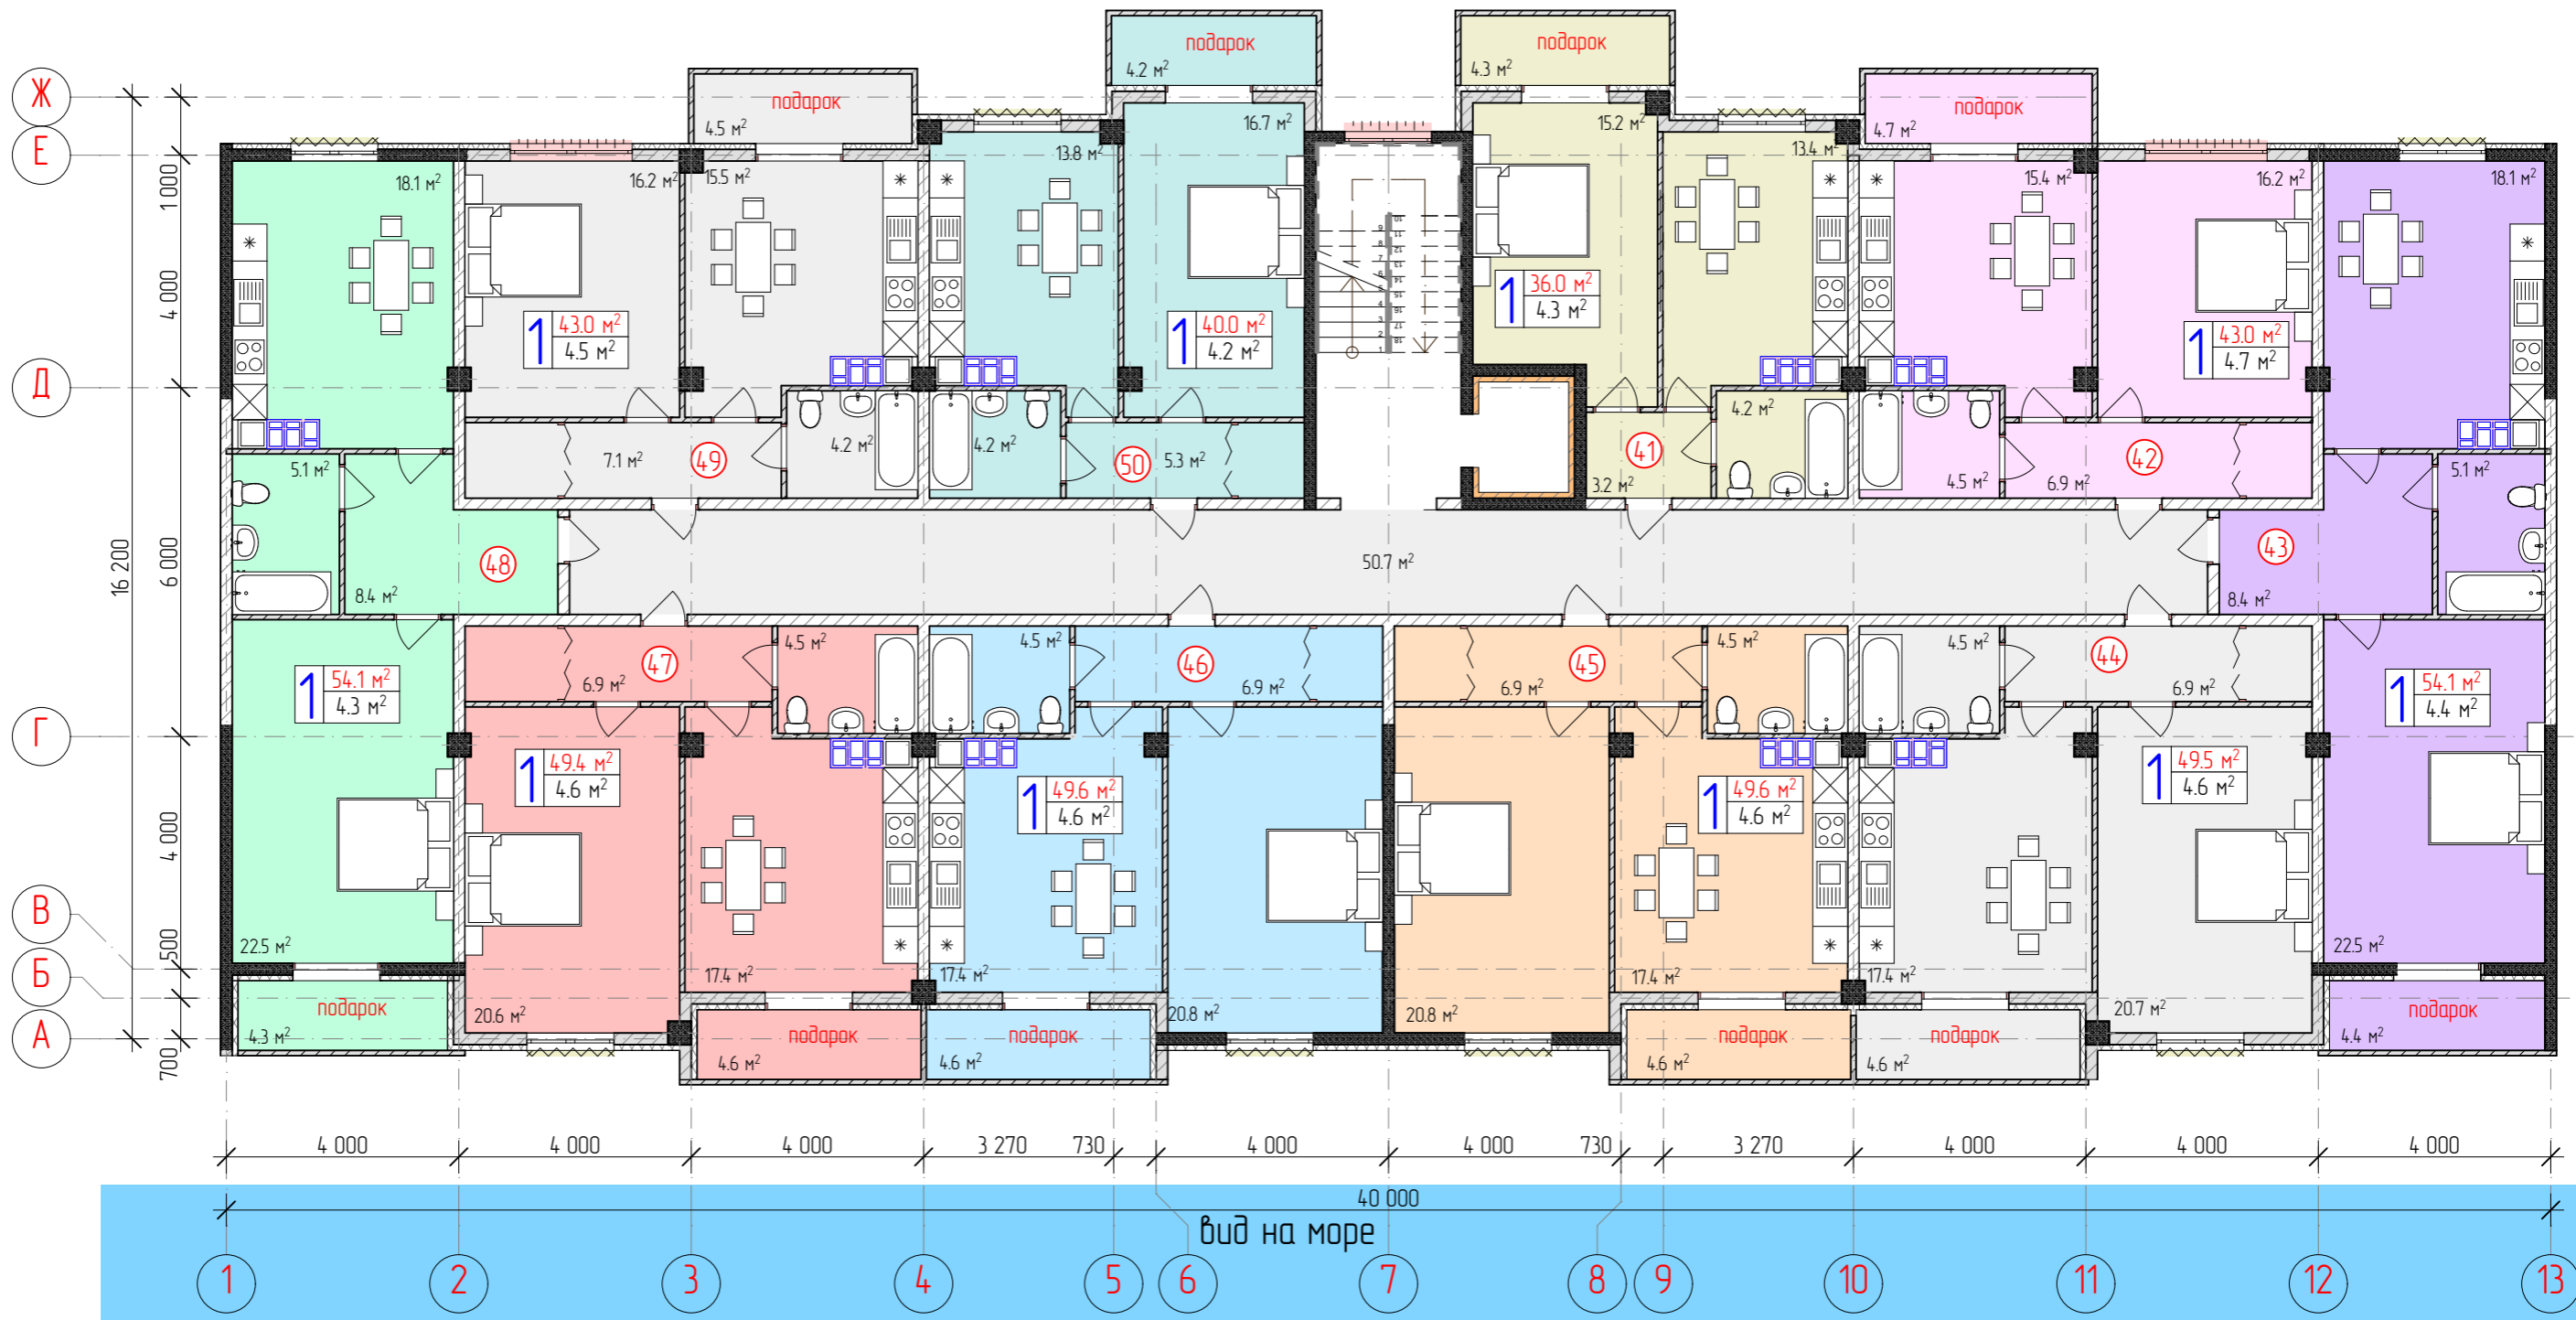 подарок
4.2 м²
подарок
4.3 м²
подарок
4.5 м²
подарок
4.7 м²
Ж
Е
Д
Г
В
Б
А
16 200
1 000
4 000
6 000
4 000
500
700
18.1 м²
16.2 м²
15.5 м²
13.8 м²
16.7 м²
15.2 м²
13.4 м²
15.4 м²
16.2 м²
18.1 м²
1
43.0 м²
4.5 м²
1
40.0 м²
4.2 м²
1
36.0 м²
4.3 м²
1
43.0 м²
4.7 м²
5.1 м²
7.1 м²
49
4.2 м²
4.2 м²
50
5.3 м²
41
3.2 м²
4.2 м²
4.5 м²
6.9 м²
42
5.1 м²
48
8.4 м²
50.7 м²
43
8.4 м²
1
54.1 м²
4.3 м²
6.9 м²
47
4.5 м²
4.5 м²
46
6.9 м²
6.9 м²
45
4.5 м²
4.5 м²
44
6.9 м²
1
54.1 м²
4.4 м²
1
49.4 м²
4.6 м²
1
49.6 м²
4.6 м²
1
49.6 м²
4.6 м²
1
49.5 м²
4.6 м²
22.5 м²
20.6 м²
17.4 м²
17.4 м²
20.8 м²
20.8 м²
17.4 м²
17.4 м²
20.7 м²
22.5 м²
подарок
4.3 м²
подарок
4.6 м²
подарок
4.6 м²
подарок
4.6 м²
подарок
4.6 м²
подарок
4.4 м²
4 000
4 000
4 000
3 270
730
4 000
4 000
730
3 270
4 000
4 000
4 000
40 000
вид на море
1
2
3
4
5
6
7
8
9
10
11
12
13